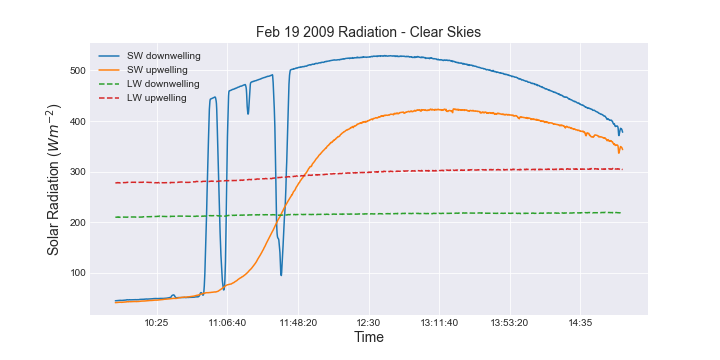 Feb 19 2009 Radiation - Clear Skies
SW downwelling
SW upwelling
LW downwelling
LW upwelling
Solar Radiation (Wm⁻²)
500
400
300
200
100
10:25 11:06:40 11:48:20 12:30 13:11:40 13:53:20 14:35
Time